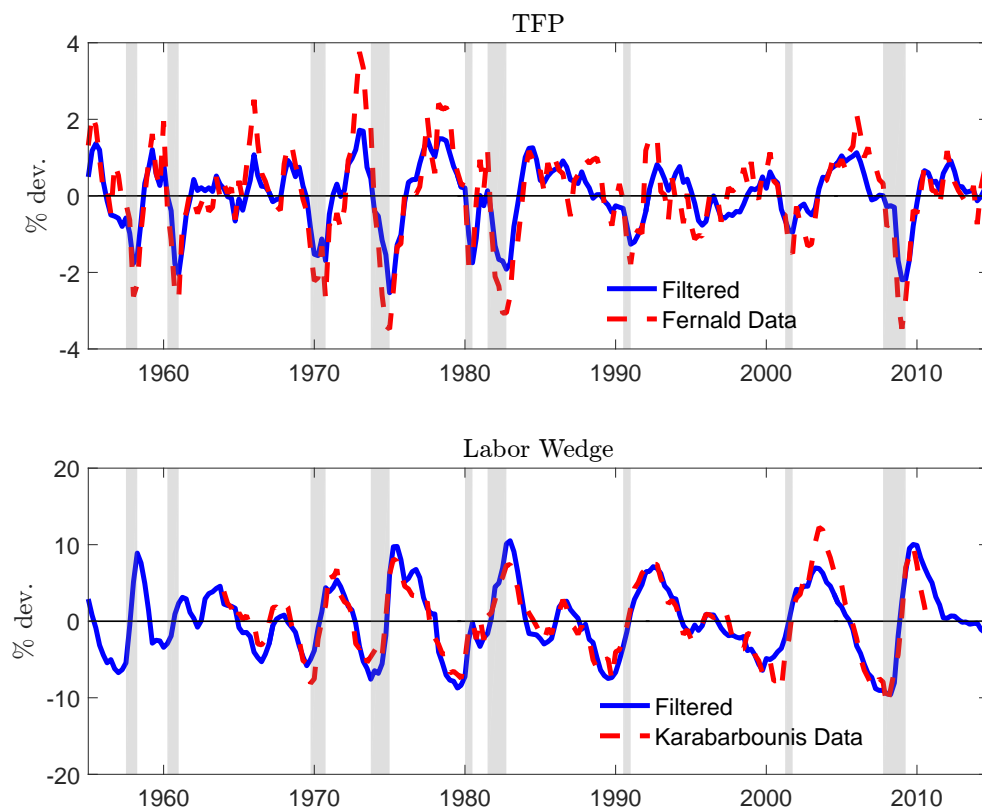 TFP
% dev.
4
2
0
-2
-4
Filtered
Fernald Data
1960 1970 1980 1990 2000 2010
Labor Wedge
% dev.
20
10
0
-10
-20
Filtered
Karabarbounis Data
1960 1970 1980 1990 2000 2010